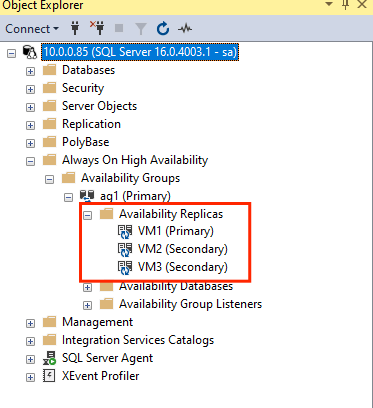 Object Explorer
Connect
10.0.0.85 (SQL Server 16.0.4003.1 - sa)
Databases
Security
Server Objects
Replication
PolyBase
Always On High Availability
Availability Groups
ag1 (Primary)
Availability Replicas
VM1 (Primary)
VM2 (Secondary)
VM3 (Secondary)
Availability Databases
Availability Group Listeners
Management
Integration Services Catalogs
SQL Server Agent
XEvent Profiler